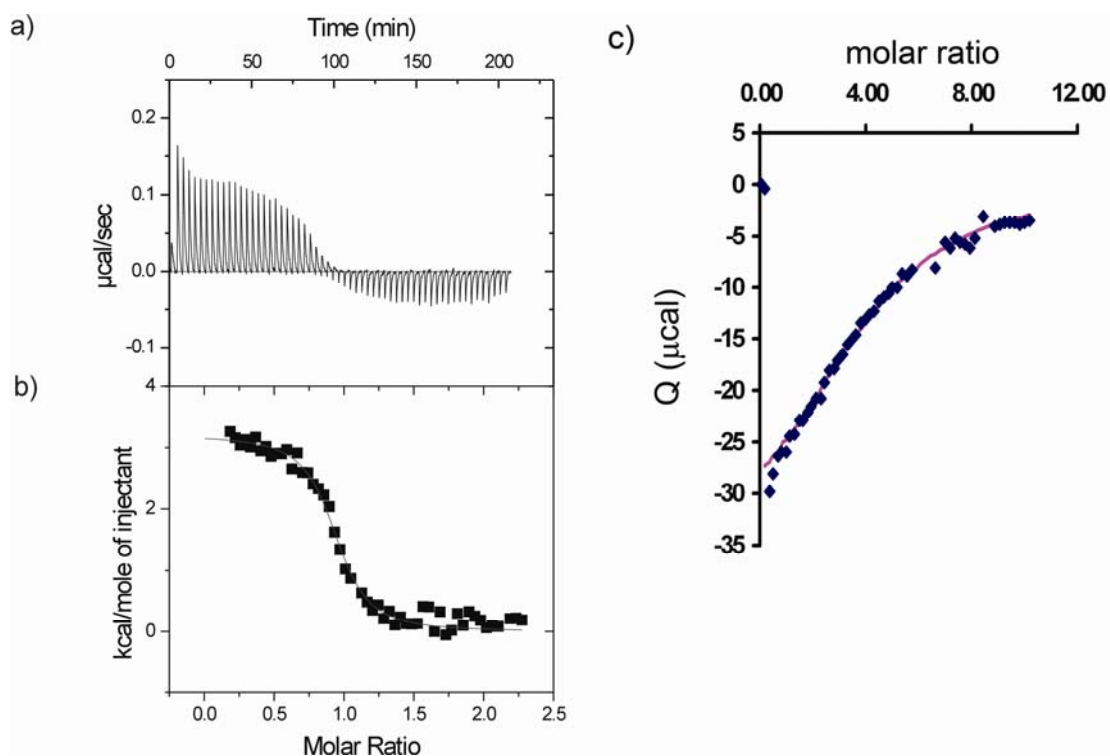 a)
Time (min)
0 50 100 150 200
0.2
0.1
0.0
-0.1
µcal/sec
b)
4
2
0
kcal/mole of injectant
0.0 0.5 1.0 1.5 2.0 2.5
Molar Ratio
c)
molar ratio
0.00 4.00 8.00 12.00
5
0
-5
-10
-15
-20
-25
-30
-35
Q (µcal)